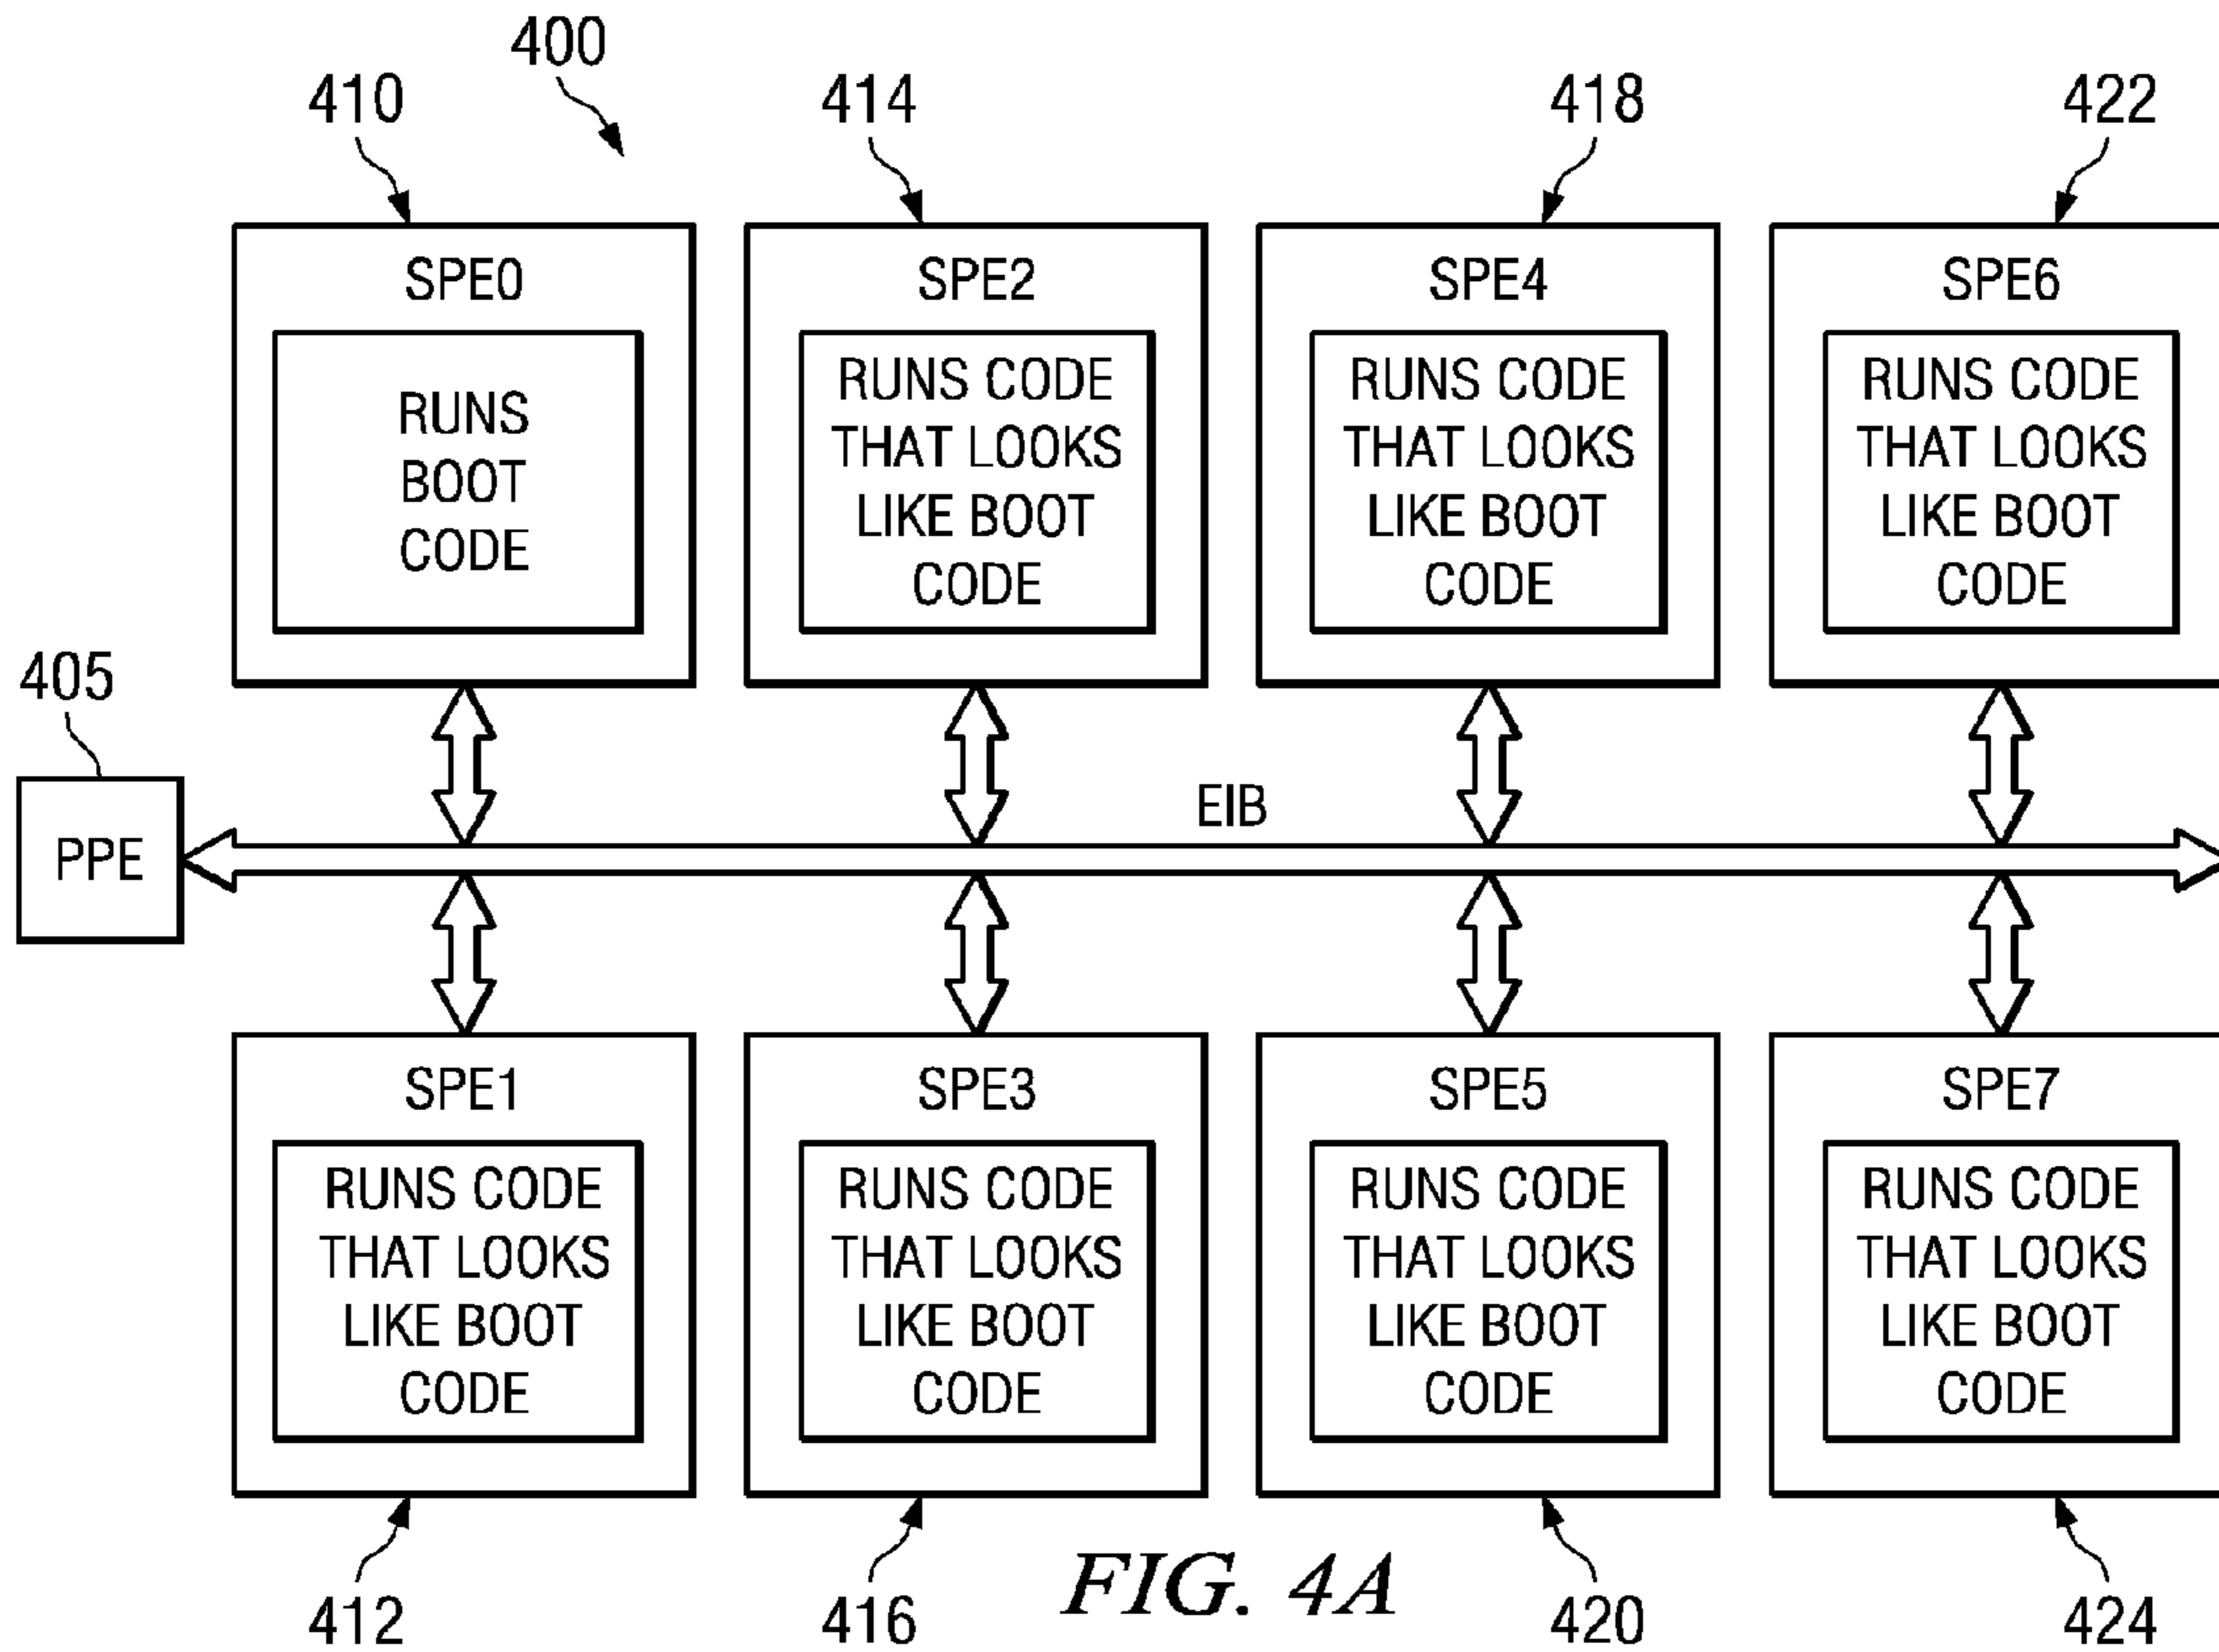 400
410
414
418
422
SPE0
RUNS
BOOT
CODE
SPE2
RUNS CODE
THAT LOOKS
LIKE BOOT
CODE
SPE4
RUNS CODE
THAT LOOKS
LIKE BOOT
CODE
SPE6
RUNS CODE
THAT LOOKS
LIKE BOOT
CODE
405
PPE
EIB
SPE1
RUNS CODE
THAT LOOKS
LIKE BOOT
CODE
SPE3
RUNS CODE
THAT LOOKS
LIKE BOOT
CODE
SPE5
RUNS CODE
THAT LOOKS
LIKE BOOT
CODE
SPE7
RUNS CODE
THAT LOOKS
LIKE BOOT
CODE
412
416
FIG. 4A
420
424